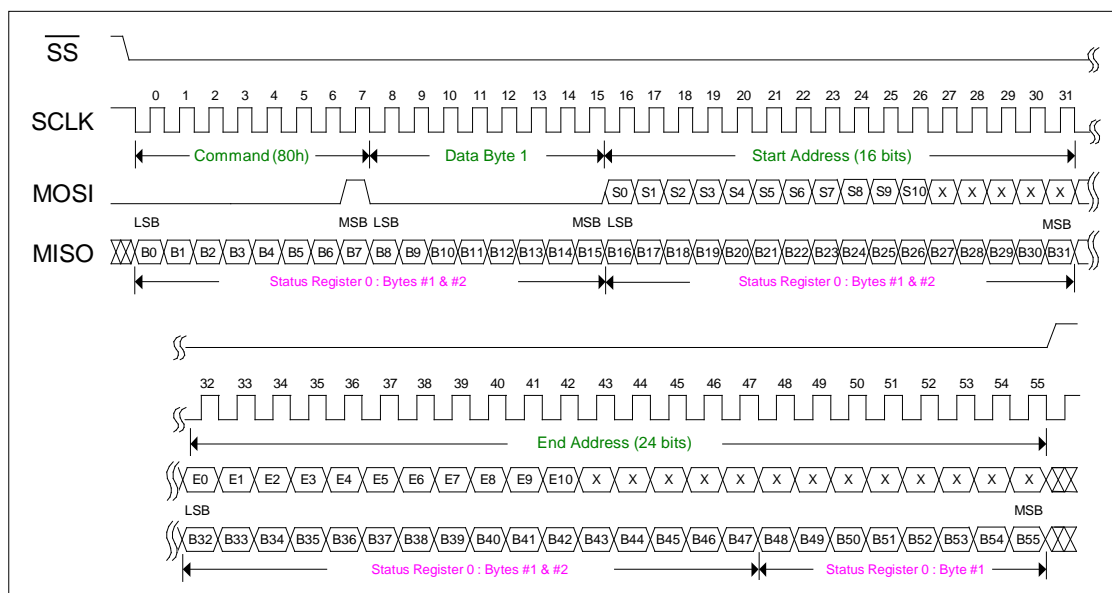 SS
0 1 2 3 4 5 6 7 8 9 10 11 12 13 14 15 16 17 18 19 20 21 22 23 24 25 26 27 28 29 30 31
SCLK
Command (80h) Data Byte 1 Start Address (16 bits)
MOSI S0 S1 S2 S3 S4 S5 S6 S7 S8 S9 S10 X X X X X
LSB MSB LSB MSB LSB MSB
MISO B0 B1 B2 B3 B4 B5 B6 B7 B8 B9 B10 B11 B12 B13 B14 B15 B16 B17 B18 B19 B20 B21 B22 B23 B24 B25 B26 B27 B28 B29 B30 B31
Status Register 0 : Bytes #1 & #2 Status Register 0 : Bytes #1 & #2
32 33 34 35 36 37 38 39 40 41 42 43 44 45 46 47 48 49 50 51 52 53 54 55
End Address (24 bits)
E0 E1 E2 E3 E4 E5 E6 E7 E8 E9 E10 X X X X X X X X X X X X X
LSB MSB
B32 B33 B34 B35 B36 B37 B38 B39 B40 B41 B42 B43 B44 B45 B46 B47 B48 B49 B50 B51 B52 B53 B54 B55
Status Register 0 : Bytes #1 & #2 Status Register 0 : Byte #1